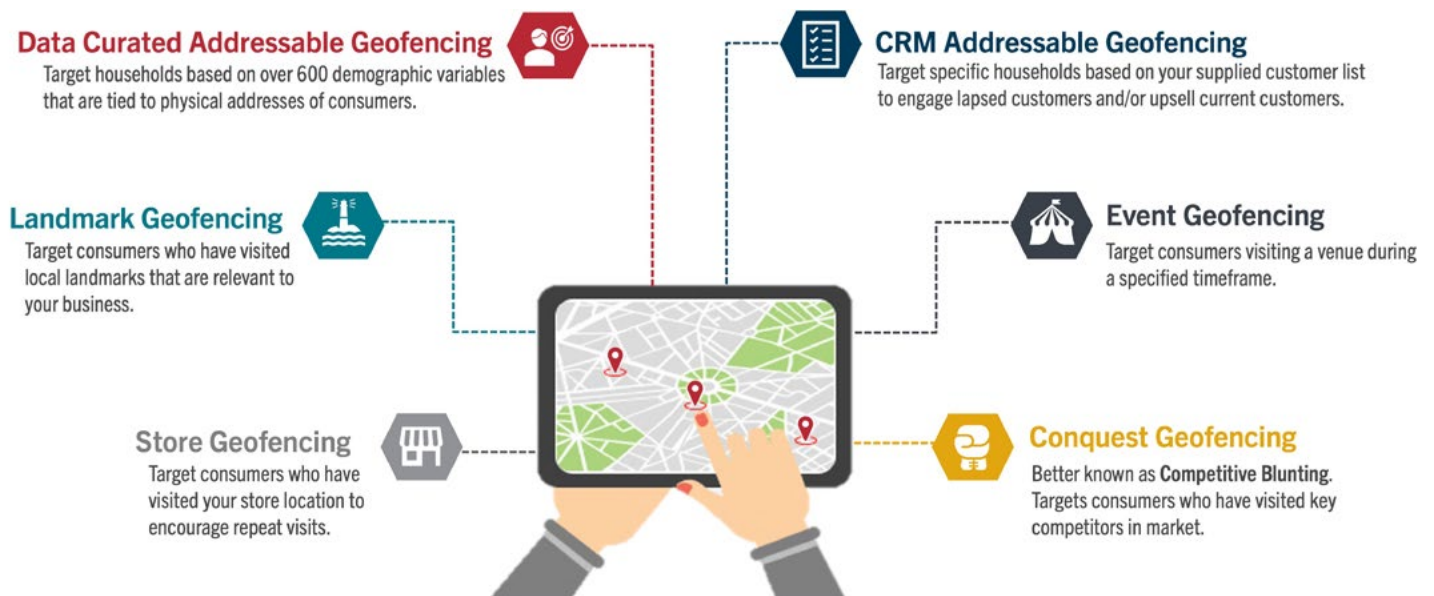 Data Curated Addressable Geofencing
Target households based on over 600 demographic variables
that are tied to physical addresses of consumers.
CRM Addressable Geofencing
Target specific households based on your supplied customer list
to engage lapsed customers and/or upsell current customers.
Landmark Geofencing
Target consumers who have visited
local landmarks that are relevant to
your business.
Event Geofencing
Target consumers visiting a venue during
a specified timeframe.
Store Geofencing
Target consumers who have
visited your store location to
encourage repeat visits.
Conquest Geofencing
Better known as Competitive Blunting.
Targets consumers who have visited key
competitors in market.